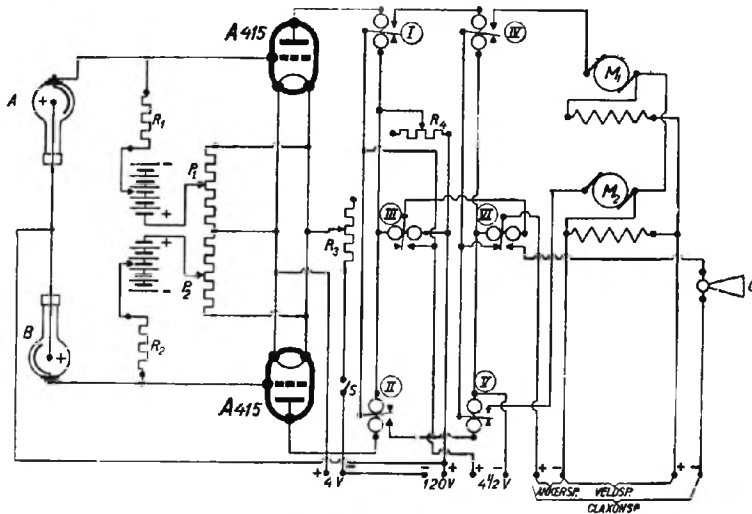 A415
I
IV
M1
A
+
R1
R4
-
P1
+
III
VI
M2
+
R3
P2
-
C
B
+
R2
II
V
S
A415
+ 4V = - 120V + + 4½V - + - + - + -
ANKERSP. VELDSP.
CLAXONSP.